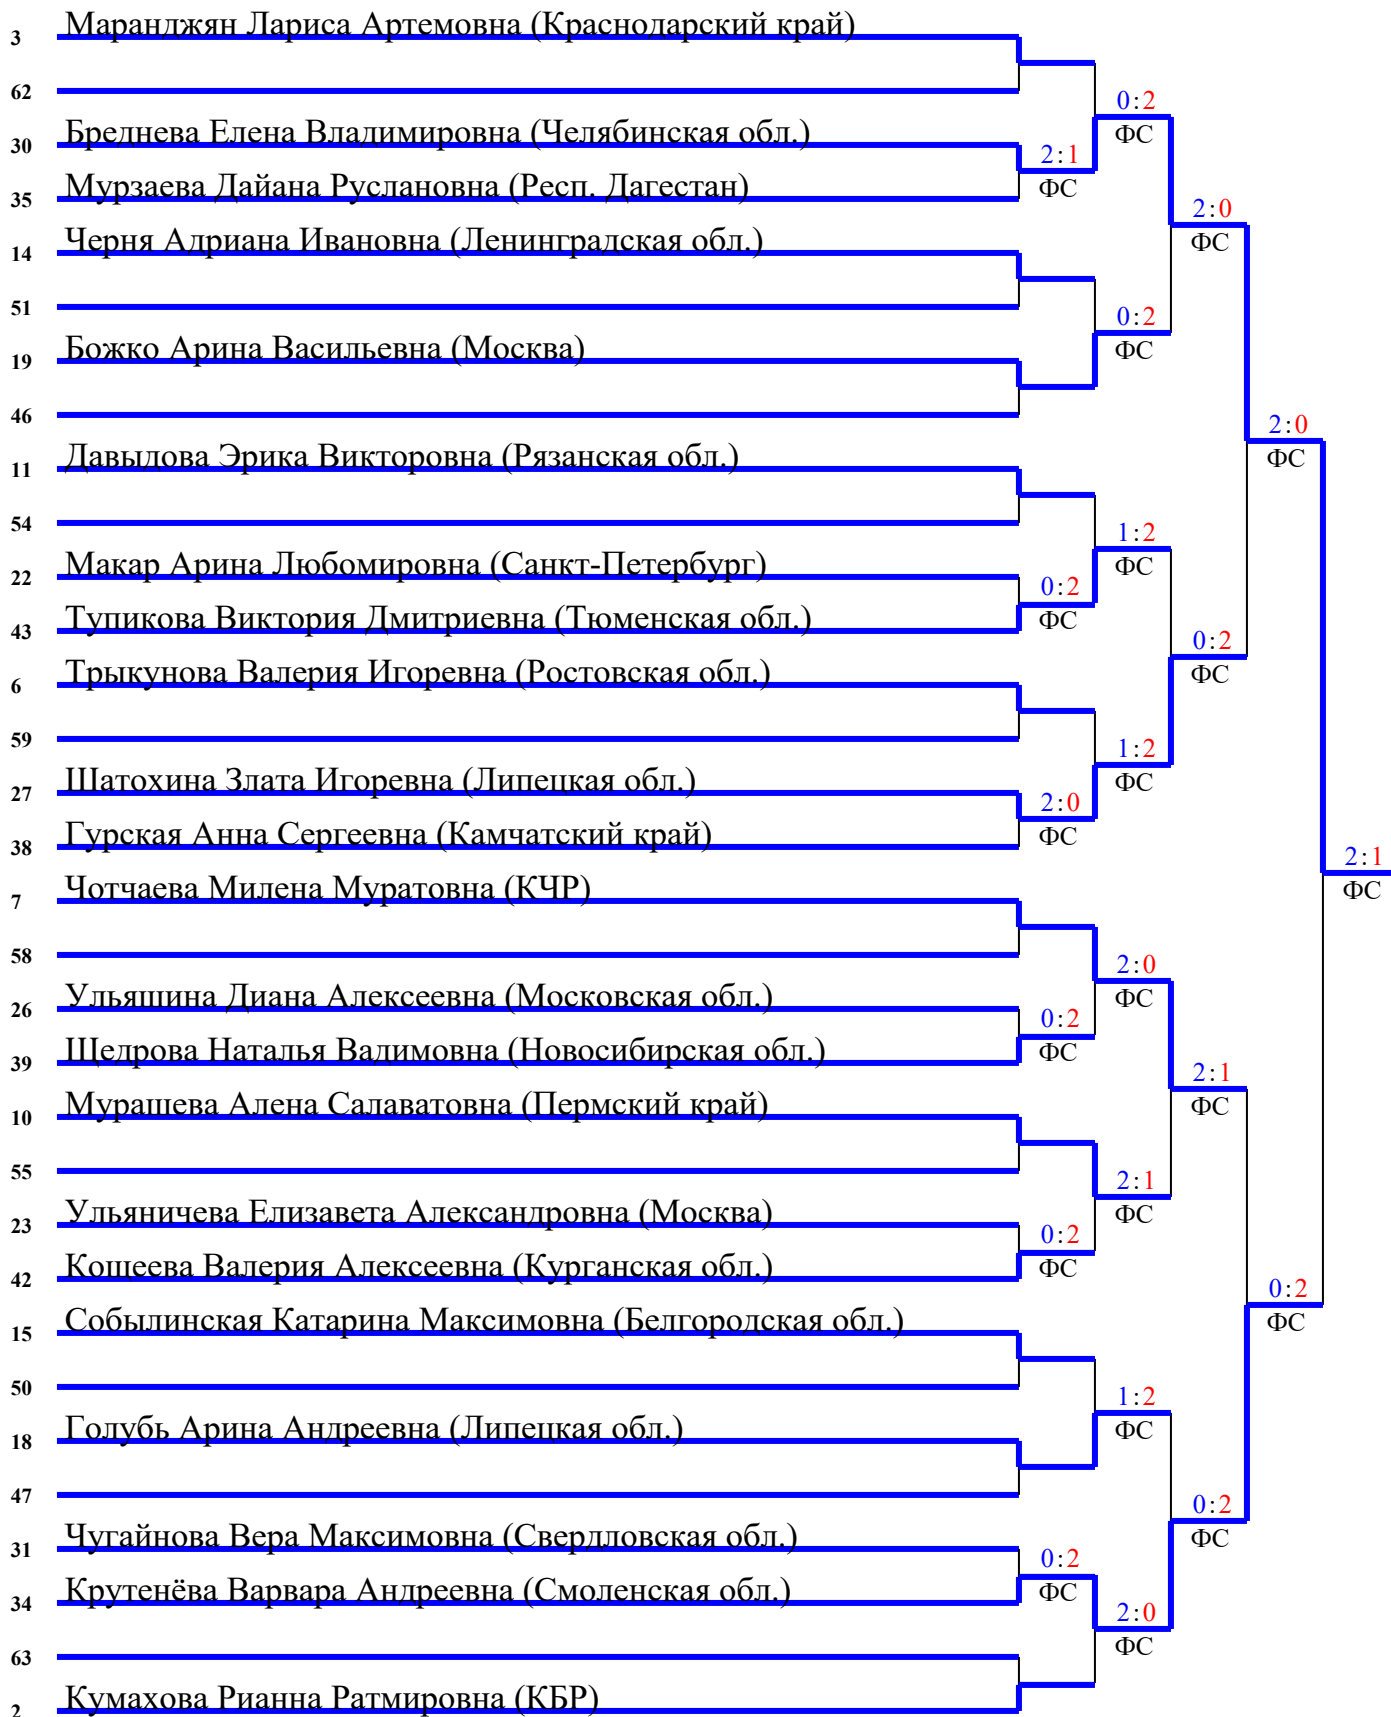 3 Маранджян Лариса Артемовна (Краснодарский край)
62
0:2
ФС
30 Бреднева Елена Владимировна (Челябинская обл.)
2:1
ФС
35 Мурзаева Дайана Руслановна (Респ. Дагестан)
2:0
ФС
14 Черня Адриана Ивановна (Ленинградская обл.)
51
0:2
ФС
19 Божко Арина Васильевна (Москва)
46
2:0
ФС
11 Давыдова Эрика Викторовна (Рязанская обл.)
54
1:2
ФС
22 Макар Арина Любомировна (Санкт-Петербург)
0:2
ФС
43 Тупикова Виктория Дмитриевна (Тюменская обл.)
0:2
ФС
6 Трыкунова Валерия Игоревна (Ростовская обл.)
59
1:2
ФС
27 Шатохина Злата Игоревна (Липецкая обл.)
2:0
ФС
38 Гурская Анна Сергеевна (Камчатский край)
2:1
ФС
7 Чотчаева Милена Муратовна (КЧР)
58
2:0
ФС
26 Ульяшина Диана Алексеевна (Московская обл.)
0:2
ФС
39 Щедрова Наталья Вадимовна (Новосибирская обл.)
2:1
ФС
10 Мурашева Алена Салаватовна (Пермский край)
55
2:1
ФС
23 Ульяничева Елизавета Александровна (Москва)
0:2
ФС
42 Кощеева Валерия Алексеевна (Курганская обл.)
0:2
ФС
15 Собылинская Катарина Максимовна (Белгородская обл.)
50
1:2
ФС
18 Голубь Арина Андреевна (Липецкая обл.)
47
0:2
ФС
31 Чугайнова Вера Максимовна (Свердловская обл.)
0:2
ФС
34 Крутенёва Варвара Андреевна (Смоленская обл.)
2:0
ФС
63
2 Кумахова Рианна Ратмировна (КБР)